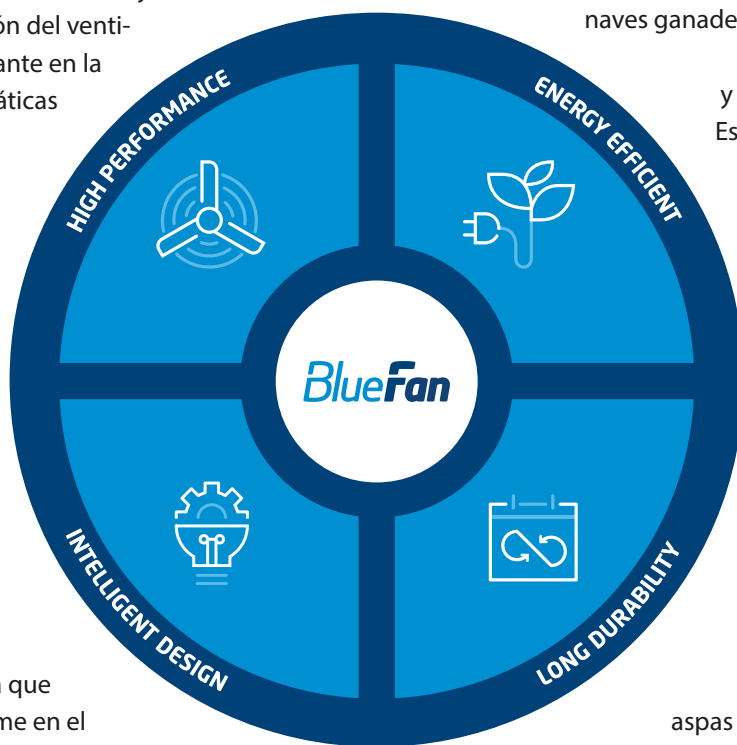 ón del venti-
ante en la
áticas
naves ganade
y
Es
HIGH PERFORMANCE
ENERGY EFFICIENT
BlueFan
INTELLIGENT DESIGN
LONG DURABILITY
que
me en el
aspas